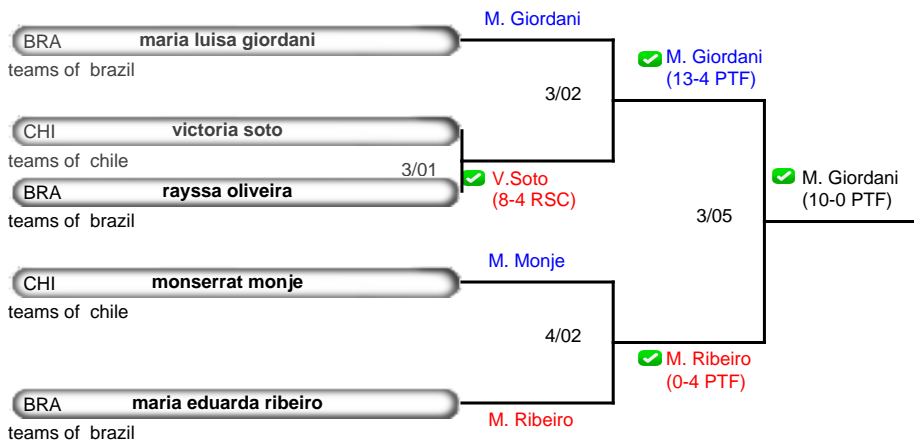 M. Giordani
BRA maria luisa giordani
teams of brazil
M. Giordani
(13-4 PTF)
3/02
CHI victoria soto
teams of chile
3/01
V.Soto
(8-4 RSC)
BRA rayssa oliveira
teams of brazil
M. Giordani
(10-0 PTF)
3/05
M. Monje
CHI monserrat monje
teams of chile
4/02
M. Ribeiro
(0-4 PTF)
BRA maria eduarda ribeiro
M. Ribeiro
teams of brazil